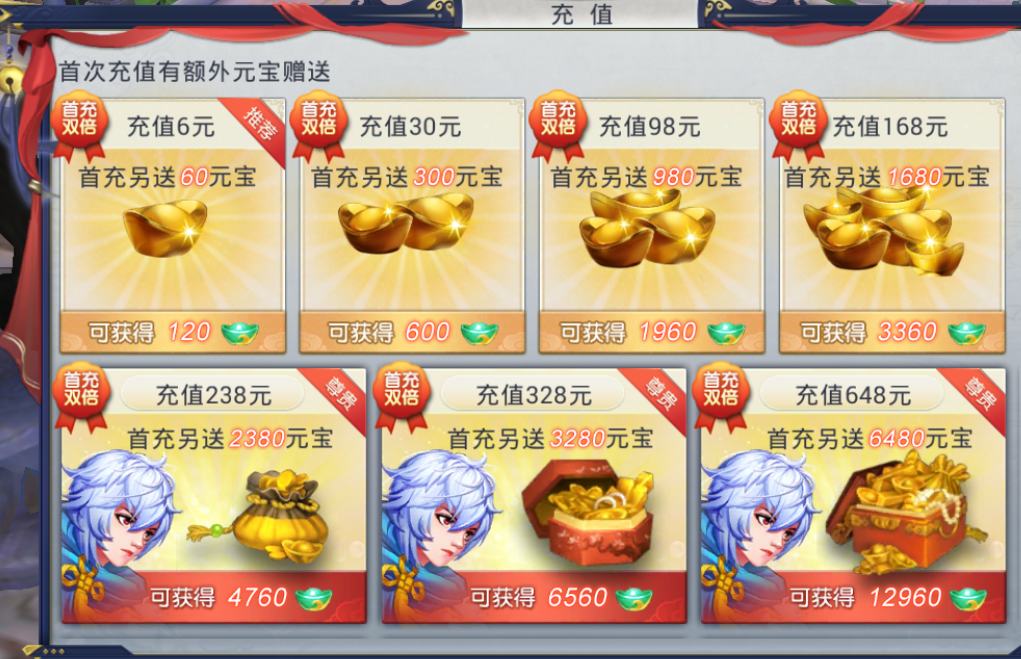 充值
首次充值有额外元宝赠送
首充双倍
充值6元
推荐
首充另送60元宝
可获得 120
首充双倍
充值30元
首充另送300元宝
可获得 600
首充双倍
充值98元
首充另送980元宝
可获得 1960
首充双倍
充值168元
首充另送1680元宝
可获得 3360
首充双倍
充值238元
尊贵
首充另送2380元宝
可获得 4760
首充双倍
充值328元
尊贵
首充另送3280元宝
可获得 6560
首充双倍
充值648元
尊贵
首充另送6480元宝
可获得 12960